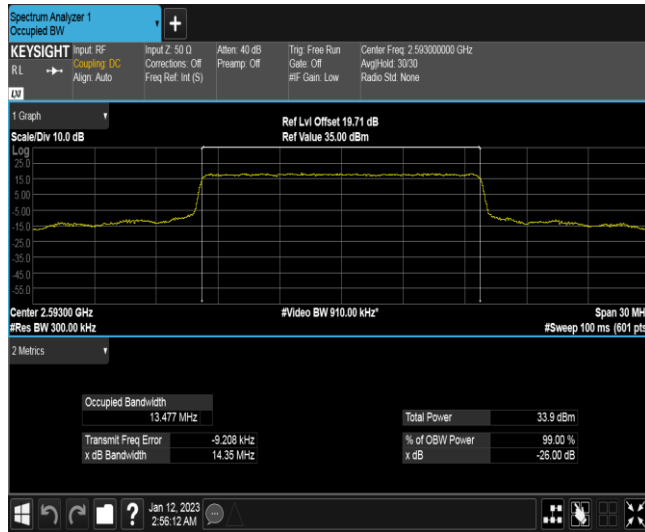 Spectrum Analyzer 1
Occupied BW
KEYSIGHT
RL
LXI
Input: RF
Coupling: DC
Align: Auto
Input Z: 50 Ω
Corrections: Off
Freq Ref: Int (S)
Atten: 40 dB
Preamp: Off
Trig: Free Run
Gate: Off
#IF Gain: Low
Center Freq: 2.593000000 GHz
Avg|Hold: 30/30
Radio Std: None
1 Graph
Scale/Div 10.0 dB
Ref Lvl Offset 19.71 dB
Ref Value 35.00 dBm
Log
25.0
15.0
5.00
-5.00
-15.0
-25.0
-35.0
-45.0
-55.0
Center 2.59300 GHz
#Res BW 300.00 kHz
#Video BW 910.00 kHz*
Span 30 MH
#Sweep 100 ms (601 pts
2 Metrics
Occupied Bandwidth
13.477 MHz
Transmit Freq Error -9.208 kHz
x dB Bandwidth 14.35 MHz
Total Power 33.9 dBm
% of OBW Power 99.00 %
x dB -26.00 dB
?
Jan 12, 2023
2:56:12 AM